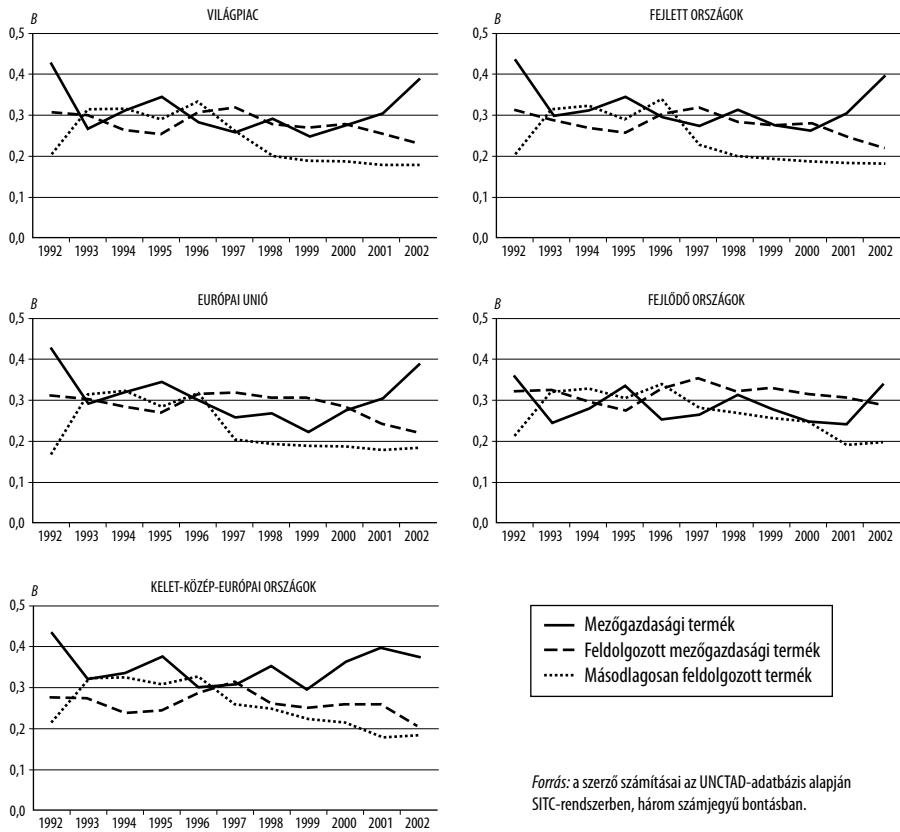 VILÁGPIAC
B
0,5
0,4
0,3
0,2
0,1
0,0
1992 1993 1994 1995 1996 1997 1998 1999 2000 2001 2002
FEJLETT ORSZÁGOK
B
0,5
0,4
0,3
0,2
0,1
0,0
1992 1993 1994 1995 1996 1997 1998 1999 2000 2001 2002
EURÓPAI UNIÓ
B
0,5
0,4
0,3
0,2
0,1
0,0
1992 1993 1994 1995 1996 1997 1998 1999 2000 2001 2002
FEJLŐDŐ ORSZÁGOK
B
0,5
0,4
0,3
0,2
0,1
0,0
1992 1993 1994 1995 1996 1997 1998 1999 2000 2001 2002
KELET-KÖZÉP-EURÓPAI ORSZÁGOK
B
0,5
0,4
0,3
0,2
0,1
0,0
1992 1993 1994 1995 1996 1997 1998 1999 2000 2001 2002
Mezőgazdasági termék
Feldolgozott mezőgazdasági termék
Másodlagosan feldolgozott termék
Forrás: a szerző számításai az UNCTAD-adatbázis alapján
SITC-rendszerben, három számjegyű bontásban.